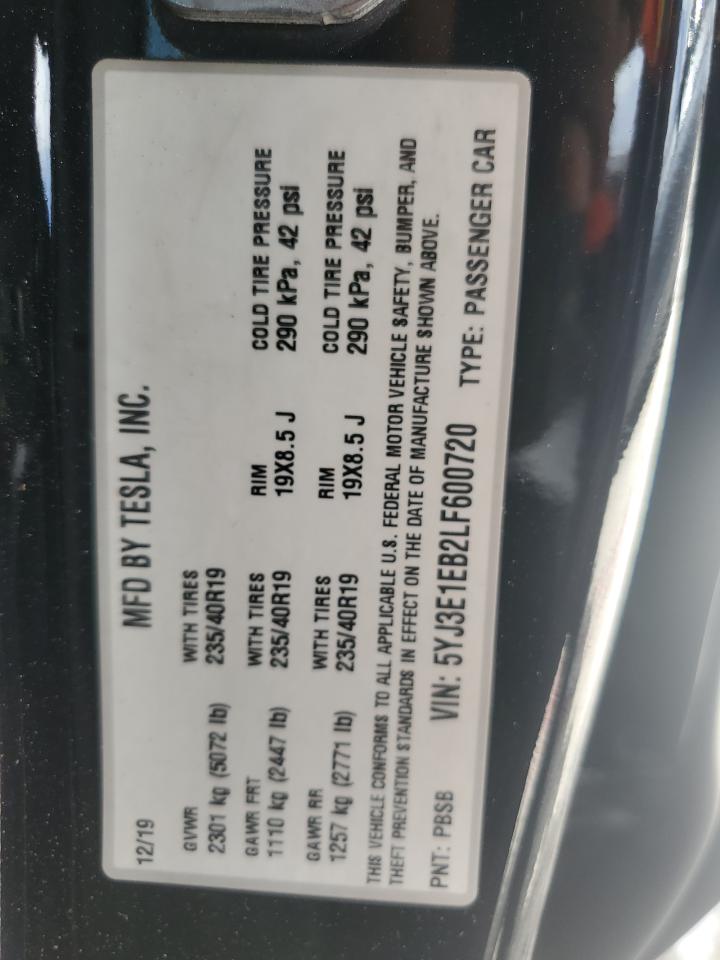 MFD BY TESLA, INC.
12/19
GVWR WITH TIRES
2301 kg (5072 lb) 235/40R19
GAWR FRT WITH TIRES RIM COLD TIRE PRESSURE
1110 kg (2447 lb) 235/40R19 19X8.5 J 290 kPa, 42 psi
GAWR RR WITH TIRES RIM COLD TIRE PRESSURE
1257 kg (2771 lb) 235/40R19 19X8.5 J 290 kPa, 42 psi
THIS VEHICLE CONFORMS TO ALL APPLICABLE U.S. FEDERAL MOTOR VEHICLE SAFETY, BUMPER, AND
THEFT PREVENTION STANDARDS IN EFFECT ON THE DATE OF MANUFACTURE SHOWN ABOVE.
PNT: PBSB VIN: 5YJ3E1EB2LF600720 TYPE: PASSENGER CAR